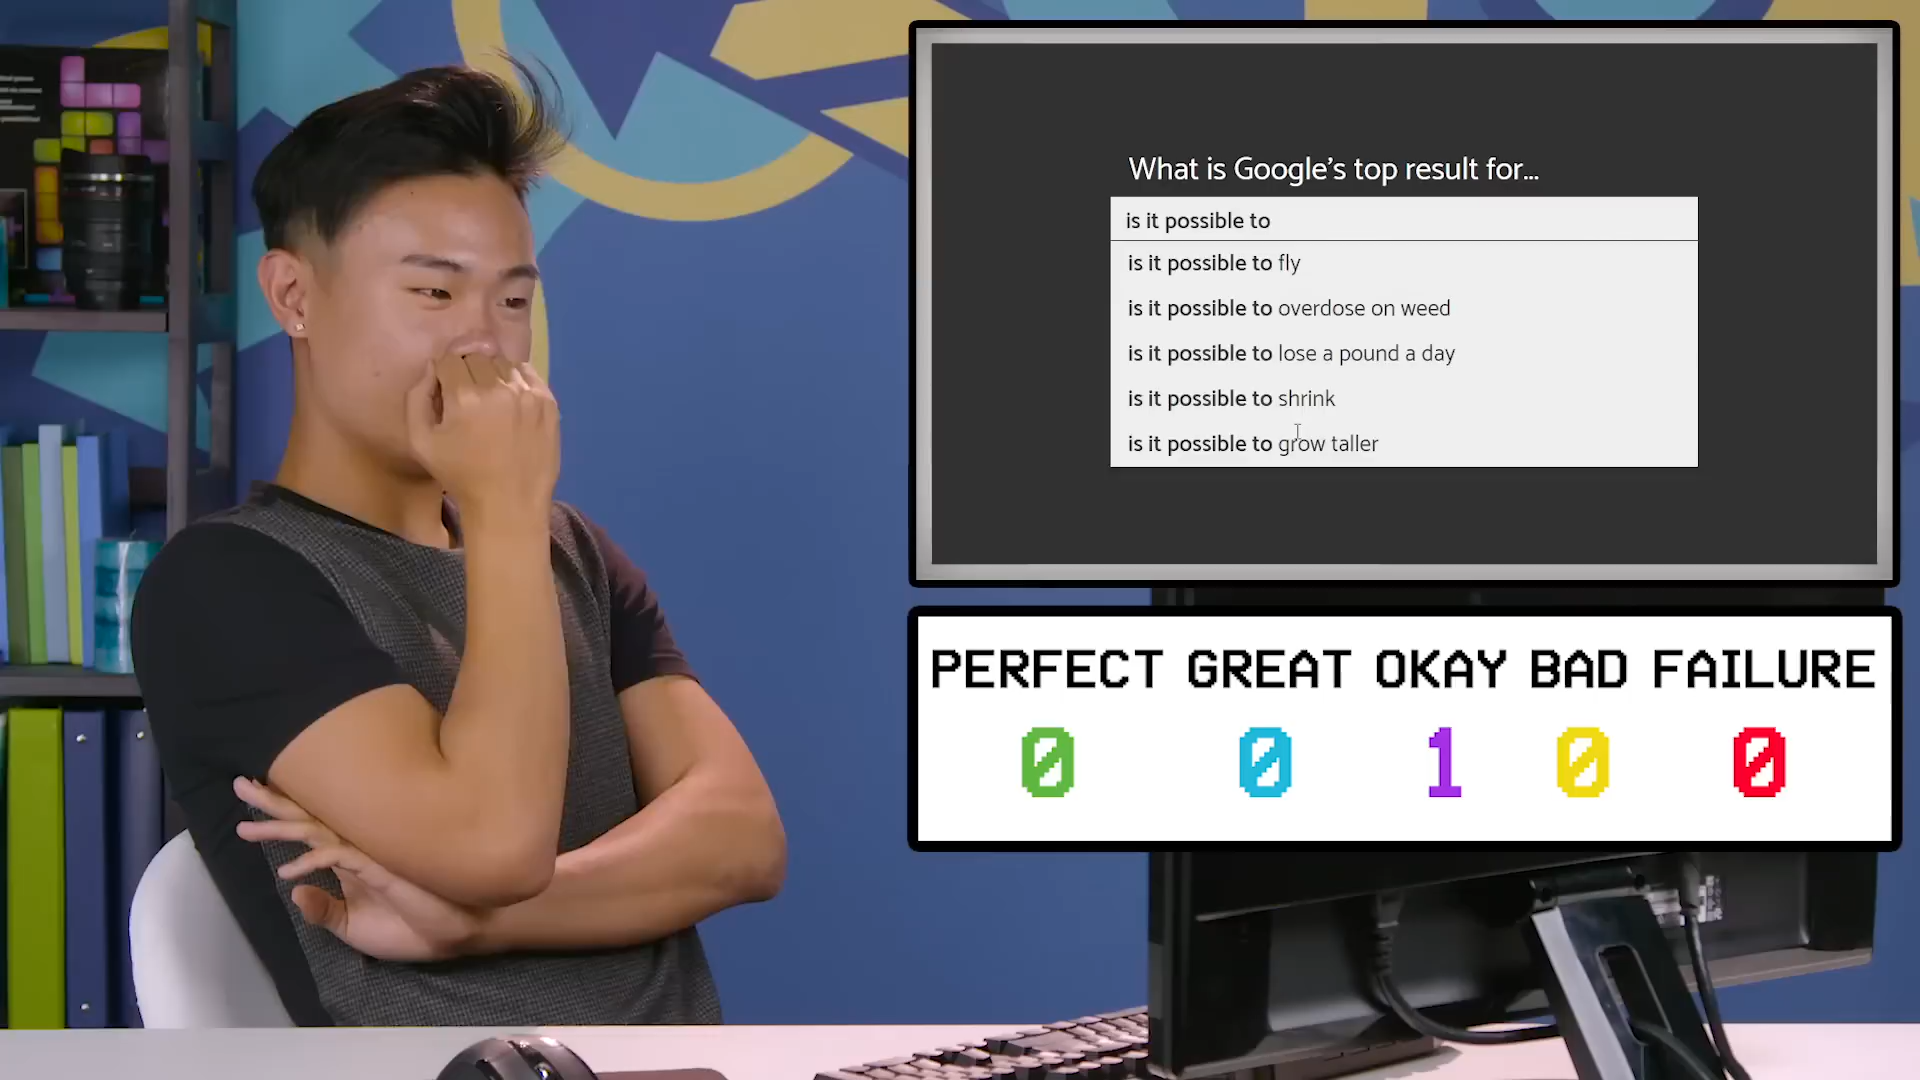 What is Google's top result for...
is it possible to
is it possible to fly
is it possible to overdose on weed
is it possible to lose a pound a day
is it possible to shrink
is it possible to grow taller
PERFECT GREAT OKAY BAD FAILURE
0 0 1 0 0